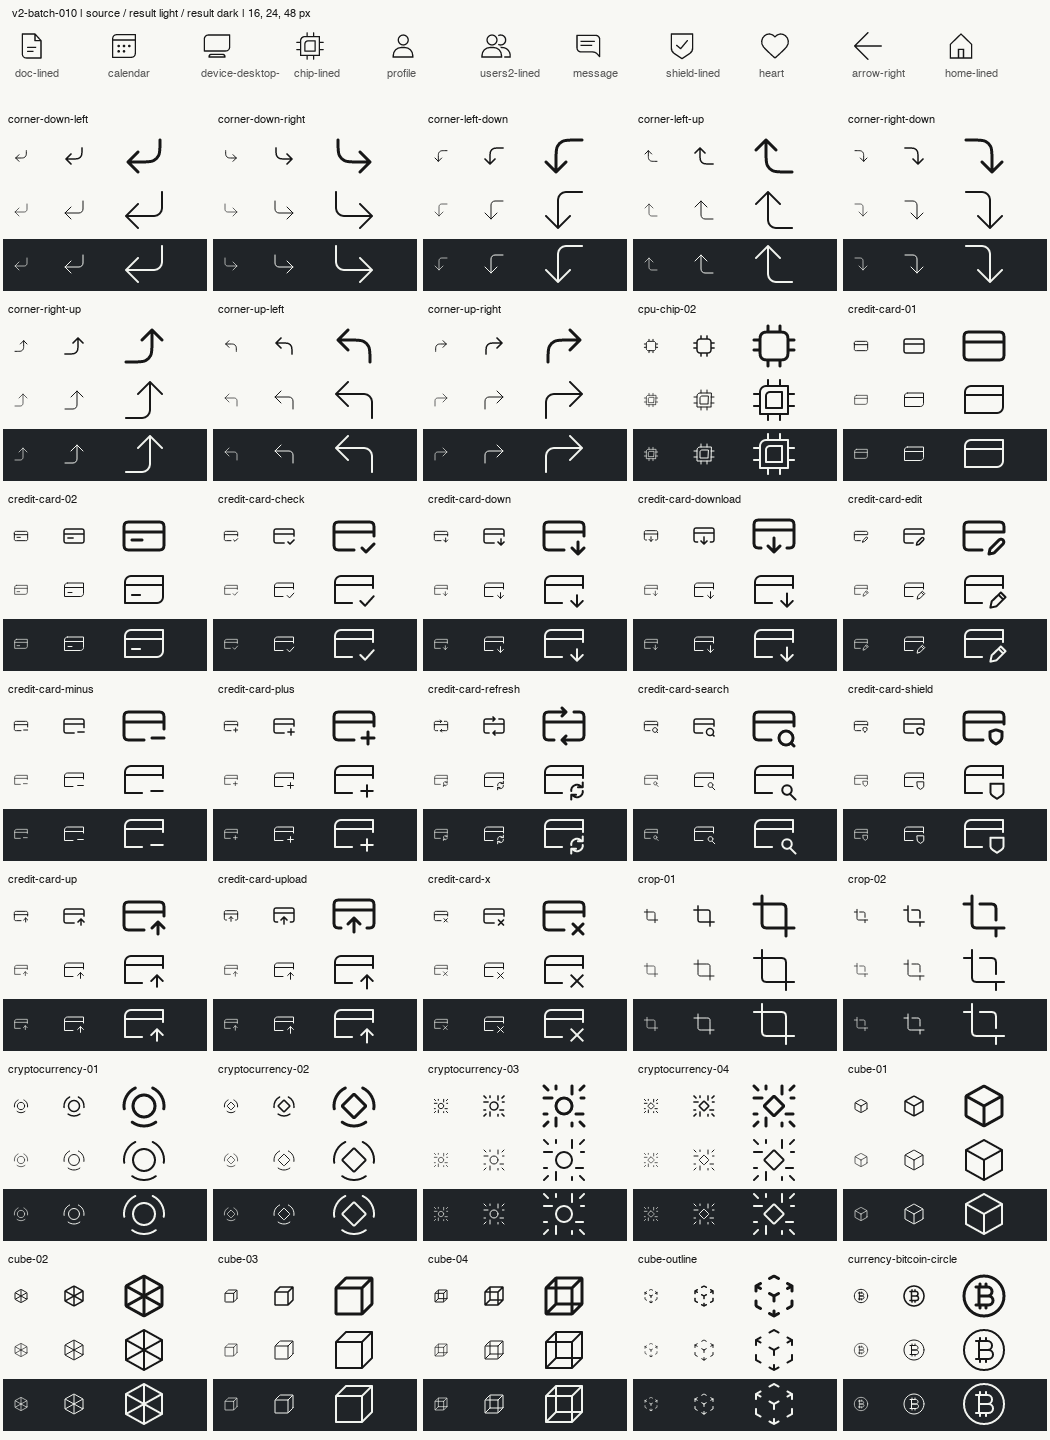 v2-batch-010 | source / result light / result dark | 16, 24, 48 px
doc-lined calendar device-desktop- chip-lined profile users2-lined message shield-lined heart arrow-right home-lined
corner-down-left corner-down-right corner-left-down corner-left-up corner-right-down
corner-right-up corner-up-left corner-up-right cpu-chip-02 credit-card-01
credit-card-02 credit-card-check credit-card-down credit-card-download credit-card-edit
credit-card-minus credit-card-plus credit-card-refresh credit-card-search credit-card-shield
credit-card-up credit-card-upload credit-card-x crop-01 crop-02
cryptocurrency-01 cryptocurrency-02 cryptocurrency-03 cryptocurrency-04 cube-01
cube-02 cube-03 cube-04 cube-outline currency-bitcoin-circle